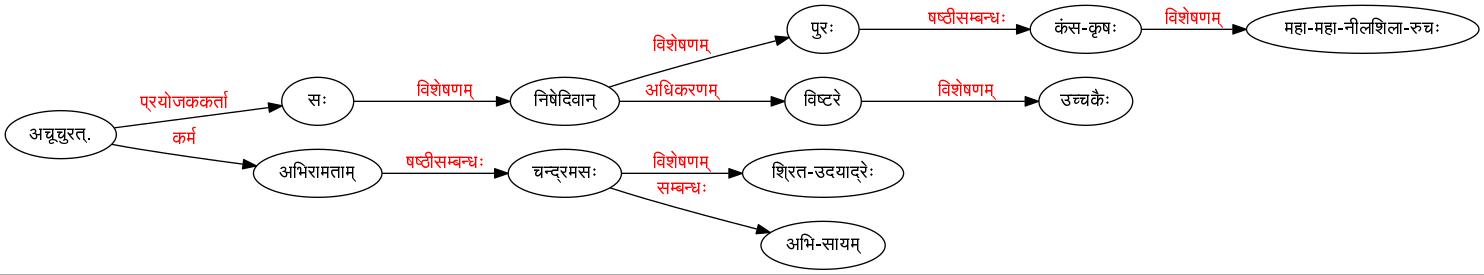 पुरः
षष्ठीसम्बन्धः
कंस-कृषः
विशेषणम्
महा-महा-नीलशिला-रुचः
विशेषणम्
प्रयोजककर्ता
सः
विशेषणम्
निषेदिवान्
अधिकरणम्
विष्टरे
विशेषणम्
उच्चकैः
अचूचुरत्.
कर्म
अभिरामताम्
षष्ठीसम्बन्धः
चन्द्रमसः
विशेषणम्
श्रित-उदयाद्रेः
सम्बन्धः
अभि-सायम्